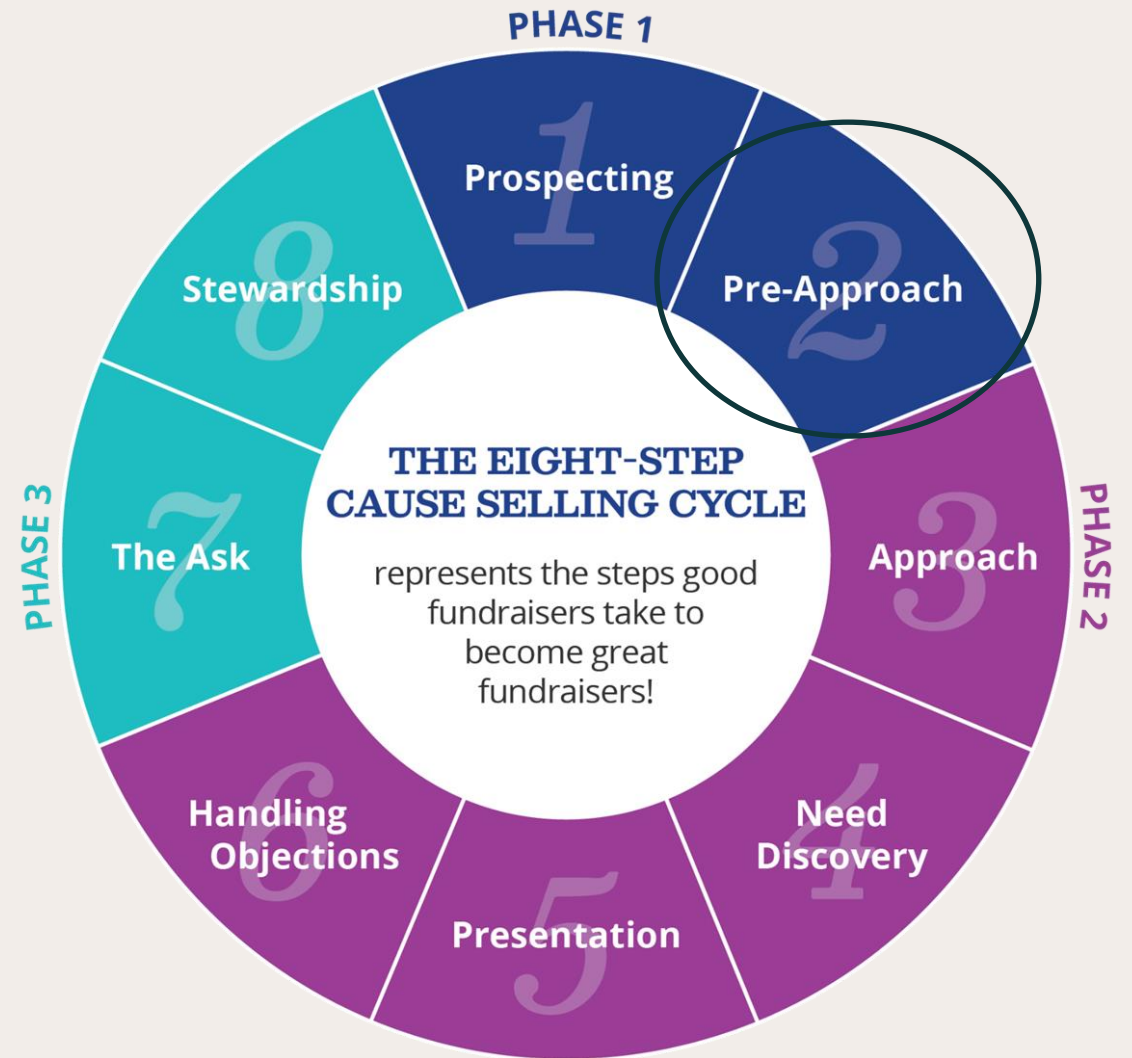 PHASE 1
1
Prospecting
2
Pre-Approach
PHASE 2
3
Approach
4
Need
Discovery
5
Presentation
6
Handling
Objections
PHASE 3
7
The Ask
8
Stewardship
THE EIGHT-STEP
CAUSE SELLING CYCLE
represents the steps good
fundraisers take to
become great
fundraisers!